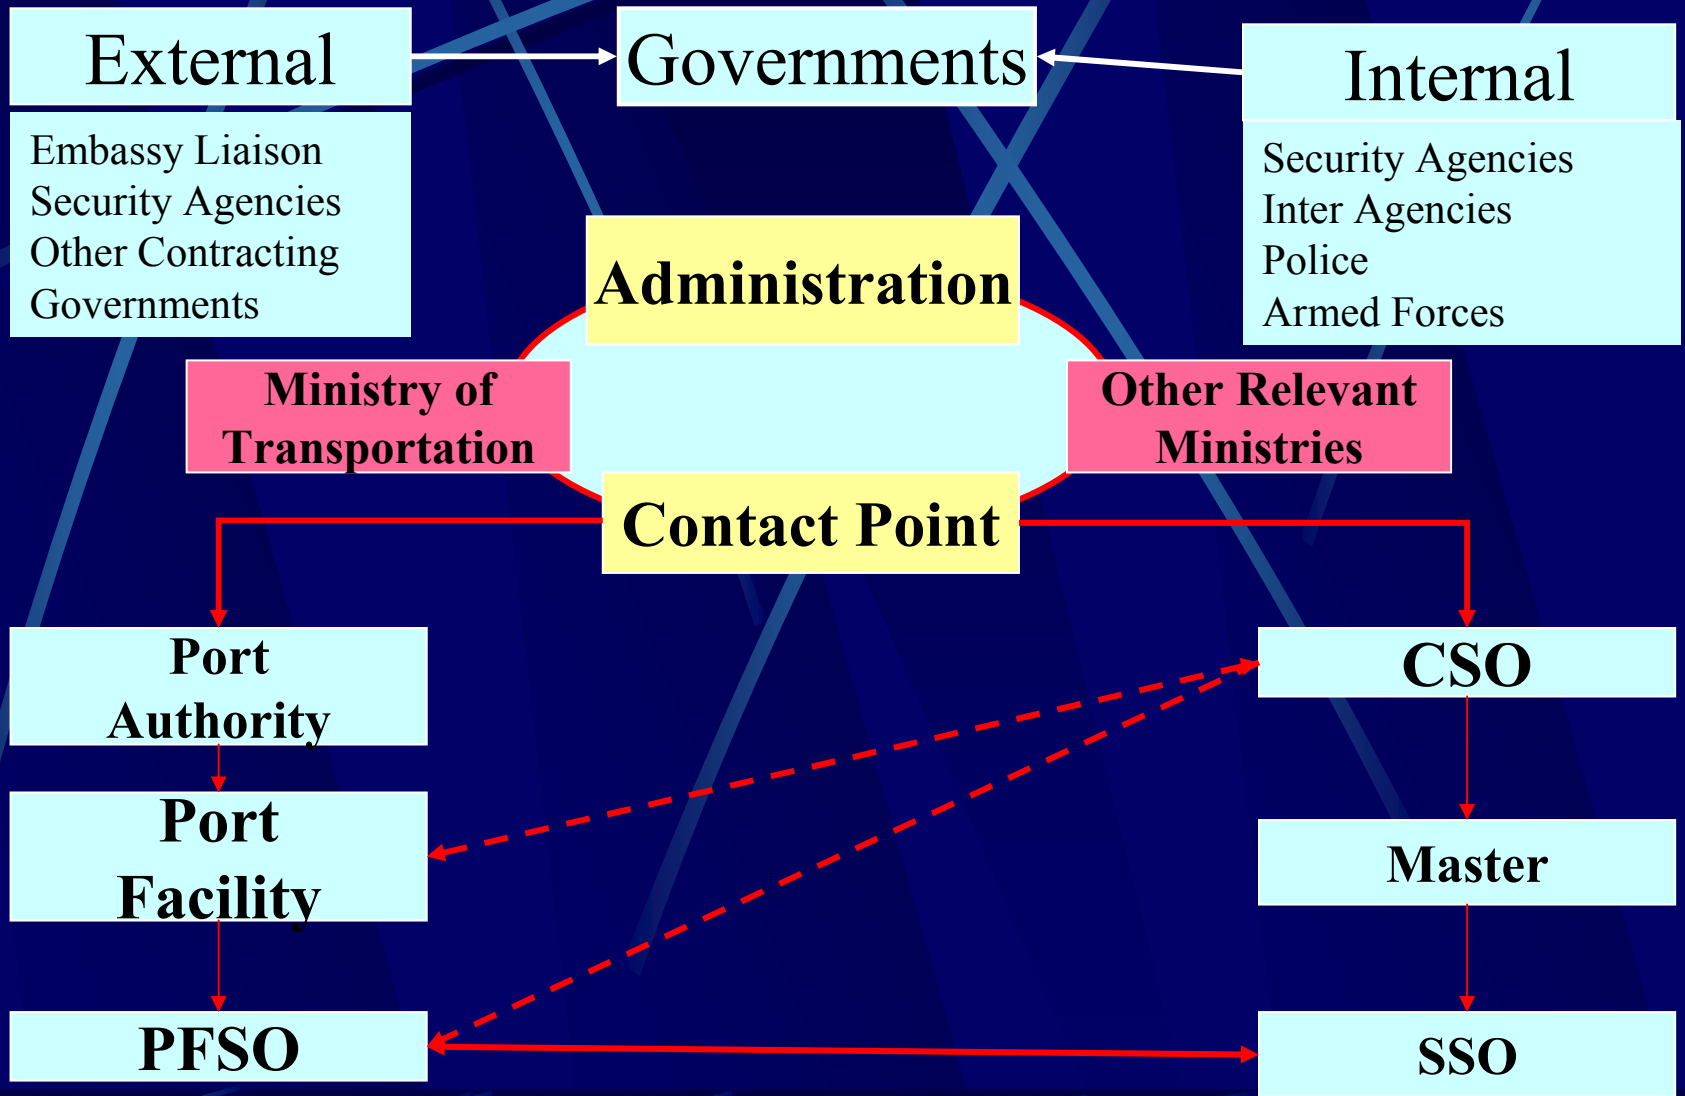 External
Governments
Internal
Embassy Liaison
Security Agencies
Other Contracting
Governments
Security Agencies
Inter Agencies
Police
Armed Forces
Administration
Ministry of
Transportation
Other Relevant
Ministries
Contact Point
Port
Authority
CSO
Port
Facility
Master
PFSO
SSO